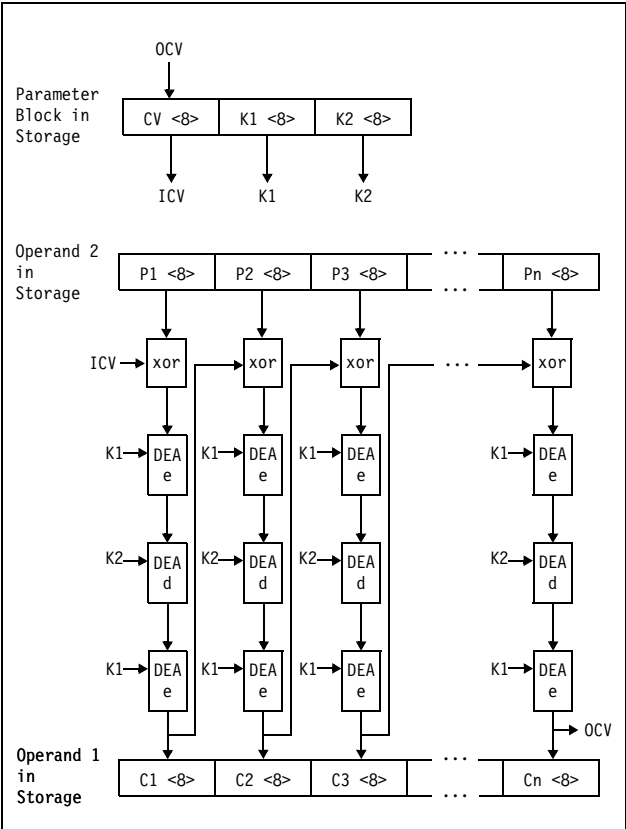 OCV
Parameter
Block in
Storage
CV <8> K1 <8> K2 <8>
ICV K1 K2
Operand 2
in
Storage
...
P1 <8> P2 <8> P3 <8> Pn <8>
...
ICV xor xor xor ... xor
K1 DEA e K1 DEA e K1 DEA e K1 DEA e
K2 DEA d K2 DEA d K2 DEA d K2 DEA d
K1 DEA e K1 DEA e K1 DEA e K1 DEA e
OCV
Operand 1
in
Storage
...
C1 <8> C2 <8> C3 <8> Cn <8>
...